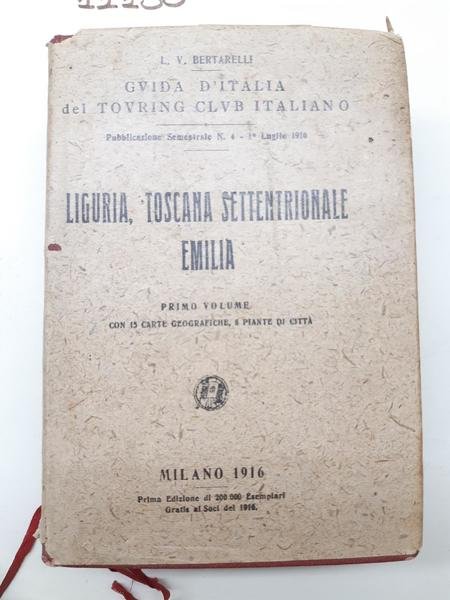 L. V. BERTARELLI
GVIDA D'ITALIA
del TOVRING CLVB ITALIANO
Pubblicazione Semestrale N. 4 - 1º Luglio 1916
LIGURIA, TOSCANA SETTENTRIONALE
EMILIA
PRIMO VOLUME
CON 15 CARTE GEOGRAFICHE, 8 PIANTE DI CITTÀ
MILANO 1916
Prima Edizione di 200 000 Esemplari
Gratis ai Soci del 1916.